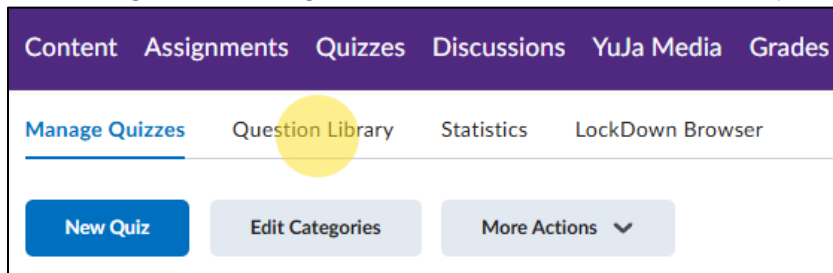 Content Assignments Quizzes Discussions YuJa Media Grades
Manage Quizzes Question Library Statistics LockDown Browser
New Quiz Edit Categories More Actions